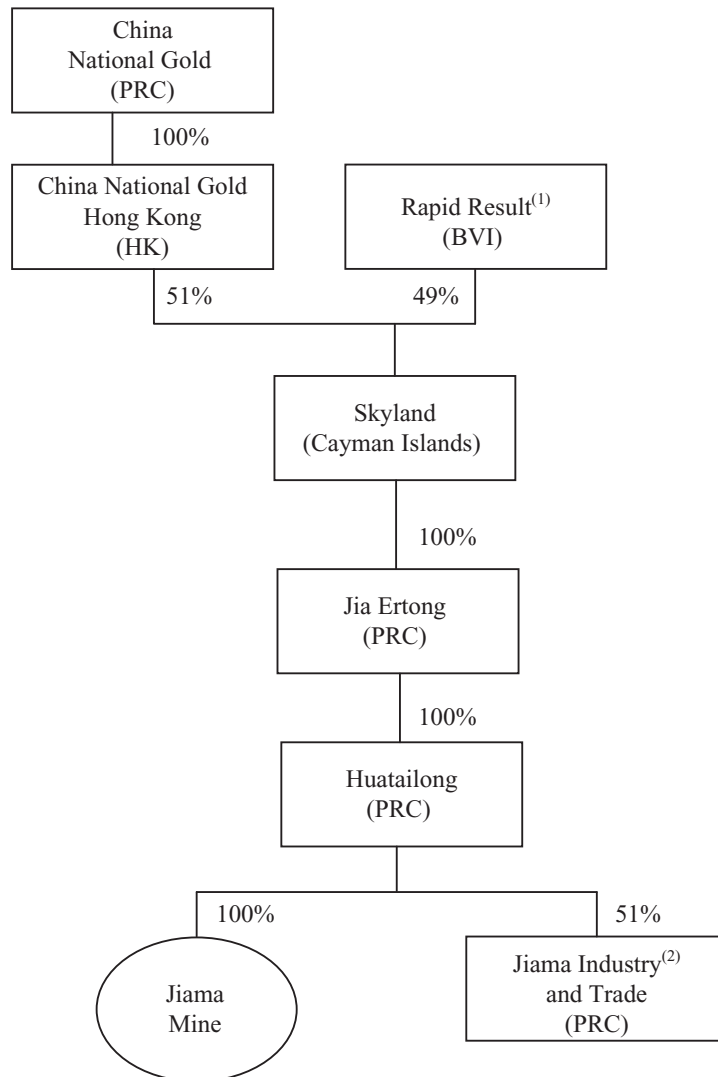 China
National Gold
(PRC)
100%
China National Gold
Hong Kong
(HK)
Rapid Result(1)
(BVI)
51%
49%
Skyland
(Cayman Islands)
100%
Jia Ertong
(PRC)
100%
Huatailong
(PRC)
100%
51%
Jiama
Mine
Jiama Industry(2)
and Trade
(PRC)